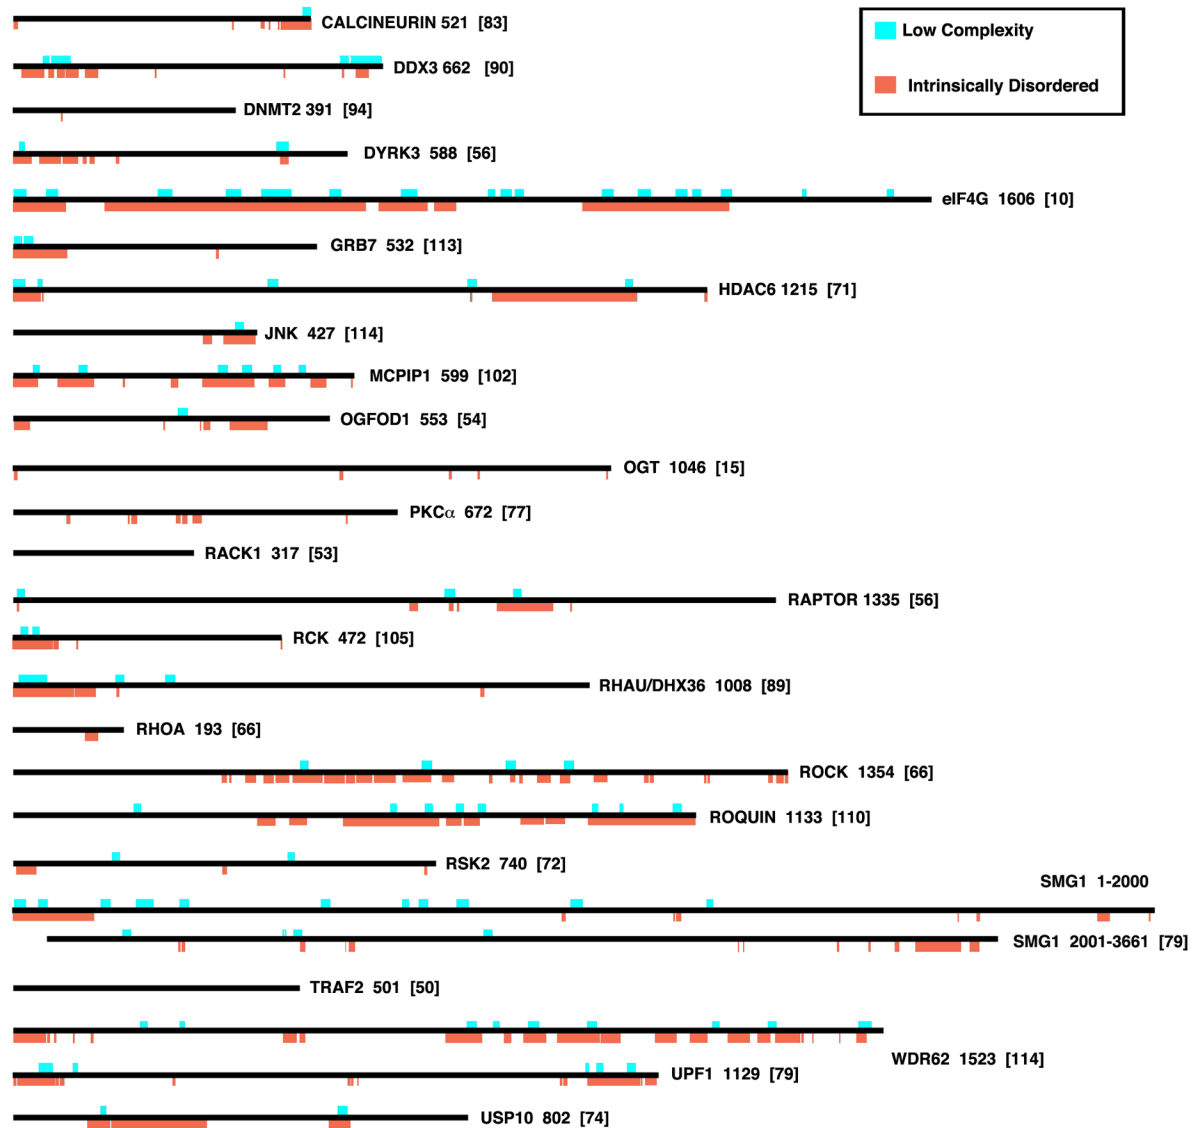 CALCINEURIN 521 [83]
Low Complexity
DDX3 662 [90]
Intrinsically Disordered
DNMT2 391 [94]
DYRK3 588 [56]
eIF4G 1606 [10]
GRB7 532 [113]
HDAC6 1215 [71]
JNK 427 [114]
MCPIP1 599 [102]
OGFOD1 553 [54]
OGT 1046 [15]
PKCα 672 [77]
RACK1 317 [53]
RAPTOR 1335 [56]
RCK 472 [105]
RHAU/DHX36 1008 [89]
RHOA 193 [66]
ROCK 1354 [66]
ROQUIN 1133 [110]
RSK2 740 [72]
SMG1 1-2000
SMG1 2001-3661 [79]
TRAF2 501 [50]
WDR62 1523 [114]
UPF1 1129 [79]
USP10 802 [74]